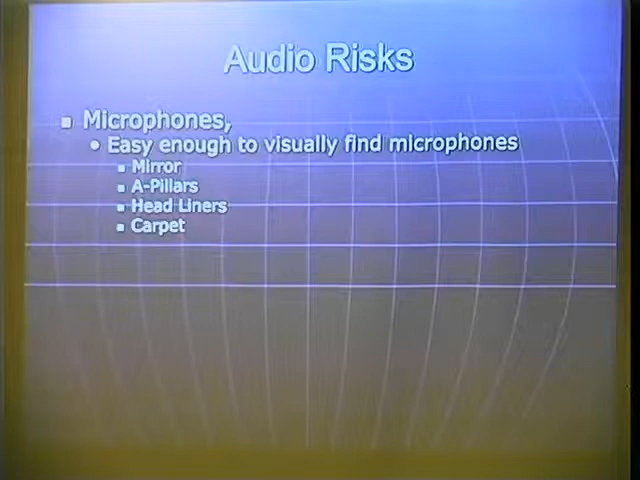 Audio Risks
Microphones,
Easy enough to visually find microphones
Mirror
A-Pillars
Head Liners
Carpet